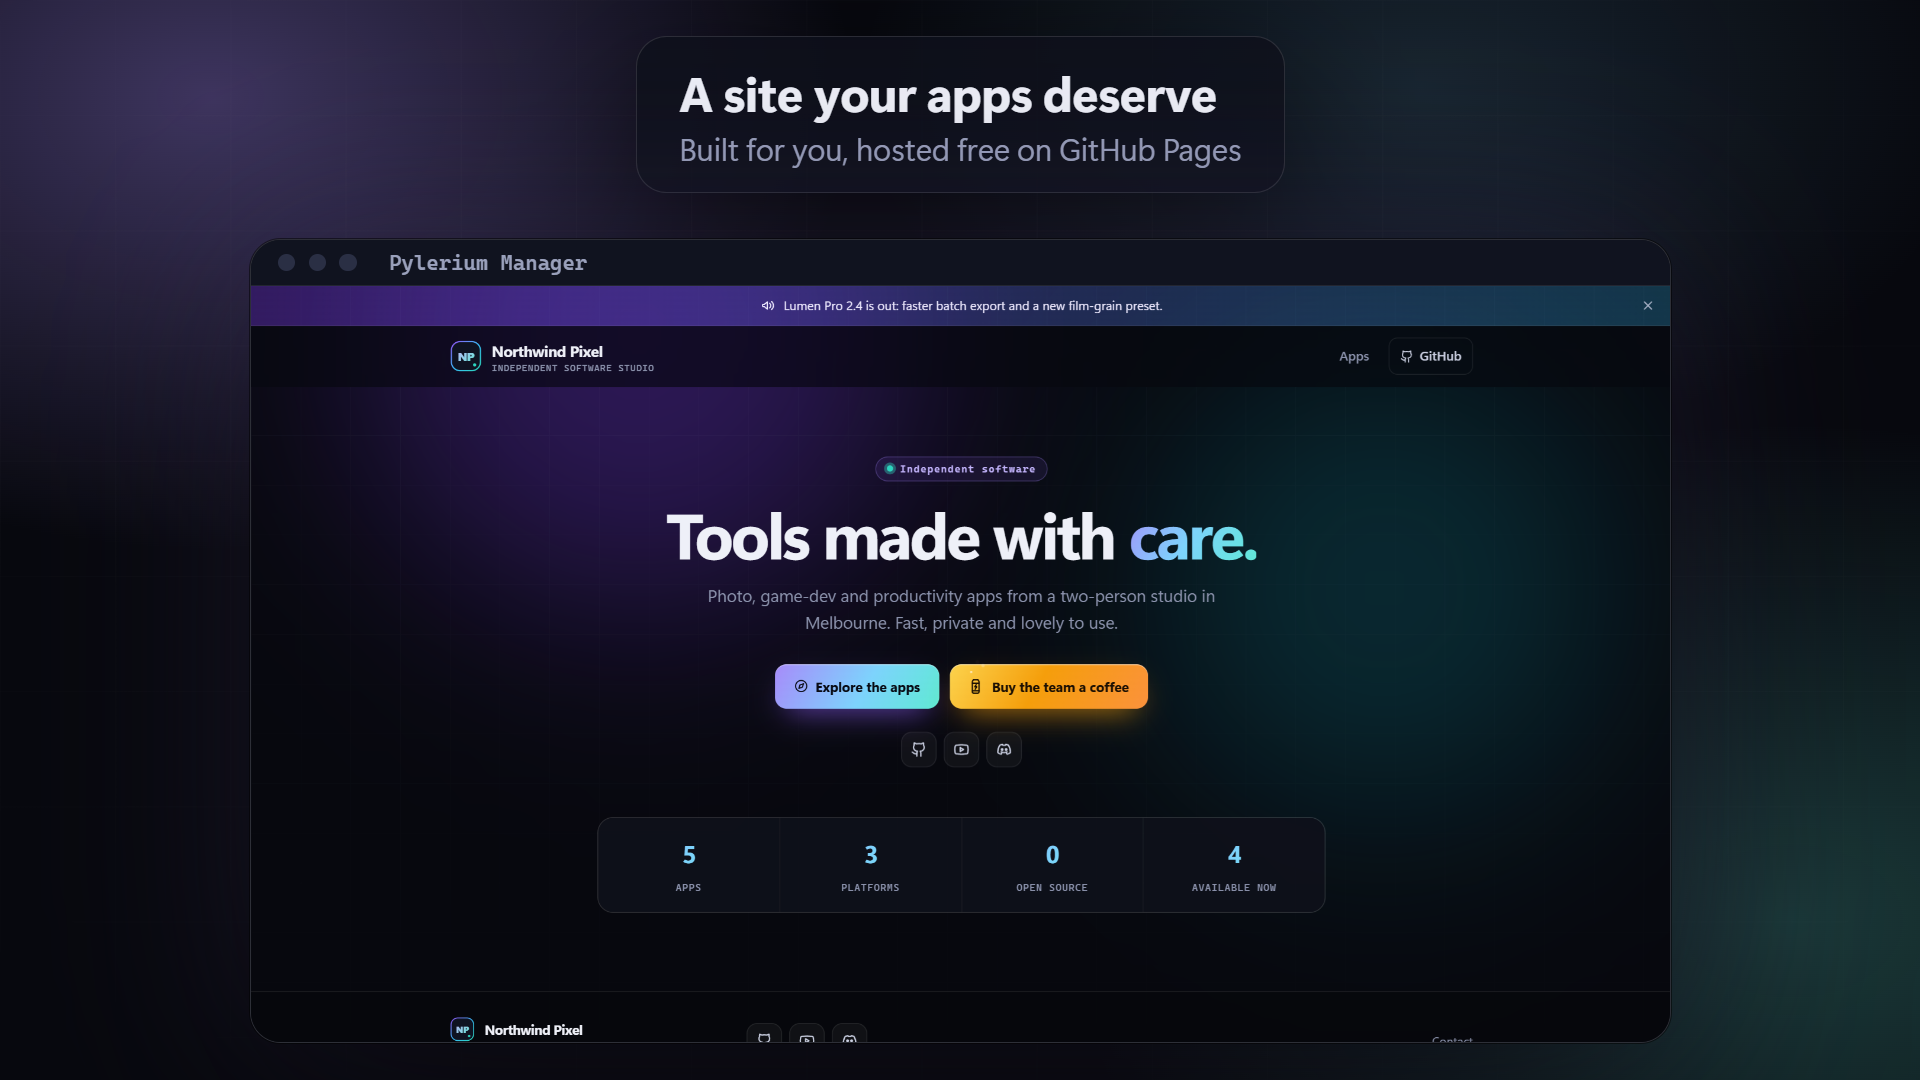 A site your apps deserve
Built for you, hosted free on GitHub Pages
Pylerium Manager
Lumen Pro 2.4 is out: faster batch export and a new film-grain preset.
NP
Northwind Pixel
INDEPENDENT SOFTWARE STUDIO
Apps
GitHub
Independent software
Tools made with care.
Photo, game-dev and productivity apps from a two-person studio in
Melbourne. Fast, private and lovely to use.
Explore the apps
Buy the team a coffee
5
APPS
3
PLATFORMS
0
OPEN SOURCE
4
AVAILABLE NOW
NP
Northwind Pixel
Contact